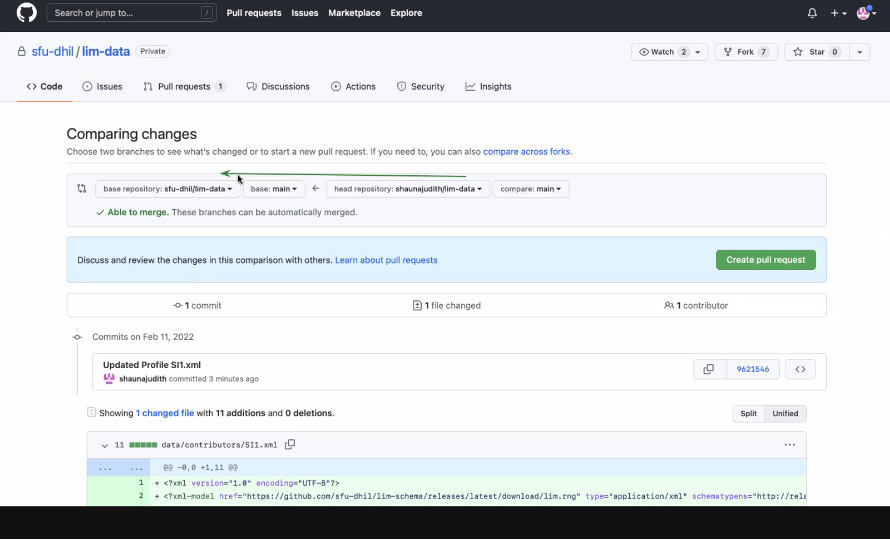 Search or jump to... /
Pull requests Issues Marketplace Explore
sfu-dhil / lim-data Private
Watch 2 Fork 7 Star 0
<> Code Issues Pull requests 1 Discussions Actions Security Insights
Comparing changes
Choose two branches to see what's changed or to start a new pull request. If you need to, you can also compare across forks.
base repository: sfu-dhil/lim-data base: main ← head repository: shaunajudith/lim-data compare: main
✓ Able to merge. These branches can be automatically merged.
Discuss and review the changes in this comparison with others. Learn about pull requests Create pull request
1 commit 1 file changed 1 contributor
Commits on Feb 11, 2022
Updated Profile SI1.xml
shaunajudith committed 3 minutes ago
9621546 <>
Showing 1 changed file with 11 additions and 0 deletions. Split Unified
11 data/contributors/SI1.xml ...
... ... @@ -0,0 +1,11 @@
1 + <?xml version="1.0" encoding="UTF-8"?>
2 + <?xml-model href="https://github.com/sfu-dhil/lim-schema/releases/latest/download/lim.rng" type="application/xml" schematypens="http://rela